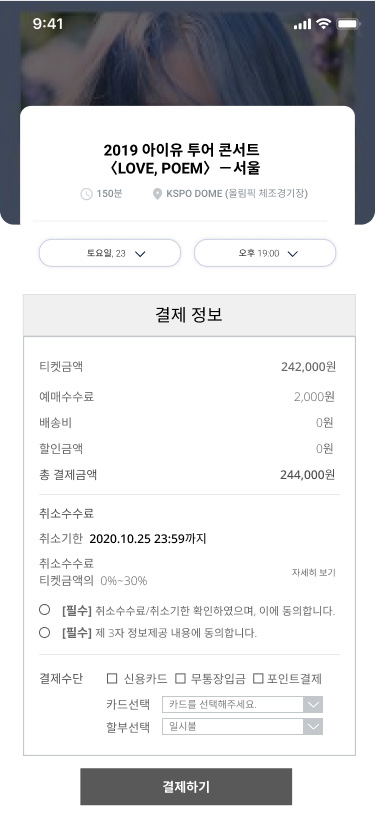 9:41
2019 아이유 투어 콘서트
〈LOVE, POEM〉 – 서울
150분 KSPO DOME (올림픽 체조경기장)
토요일, 23 오후 19:00
결제 정보
티켓금액 242,000원
예매수수료 2,000원
배송비 0원
할인금액 0원
총 결제금액 244,000원
취소수수료
취소기한 2020.10.25 23:59까지
취소수수료
티켓금액의 0%~30% 자세히 보기
[필수] 취소수수료/취소기한 확인하였으며, 이에 동의합니다.
[필수] 제 3자 정보제공 내용에 동의합니다.
결제수단 신용카드 무통장입금 포인트결제
카드선택 카드를 선택해주세요.
할부선택 일시불
결제하기